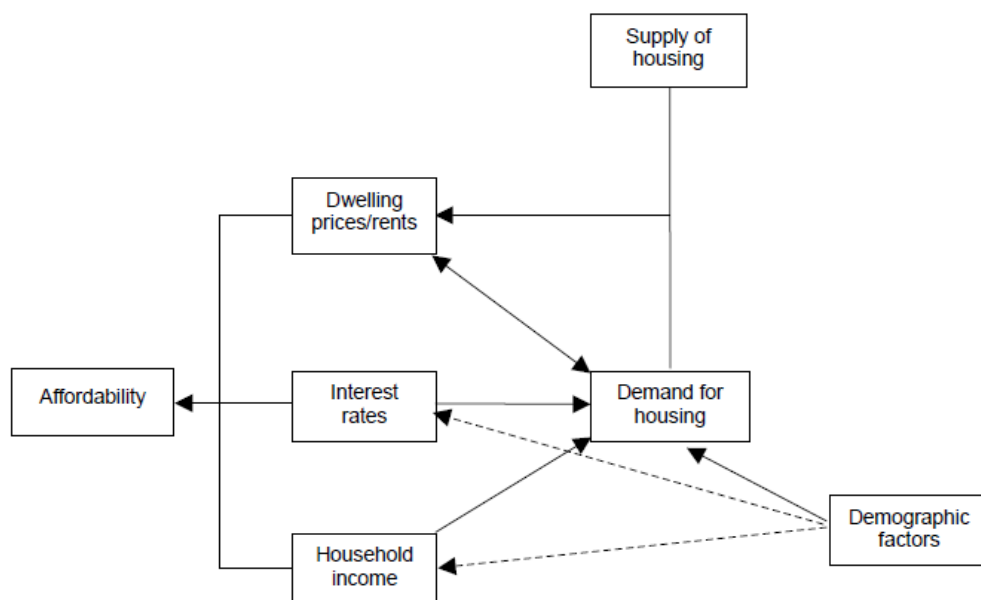 Supply of
housing
Dwelling
prices/rents
Affordability
Interest
rates
Demand for
housing
Demographic
factors
Household
income